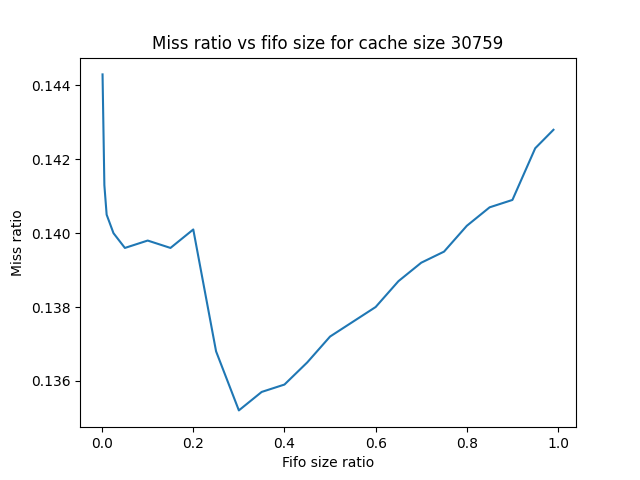 Miss ratio vs fifo size for cache size 30759
0.144
0.142
0.140
0.138
0.136
Miss ratio
0.0 0.2 0.4 0.6 0.8 1.0
Fifo size ratio